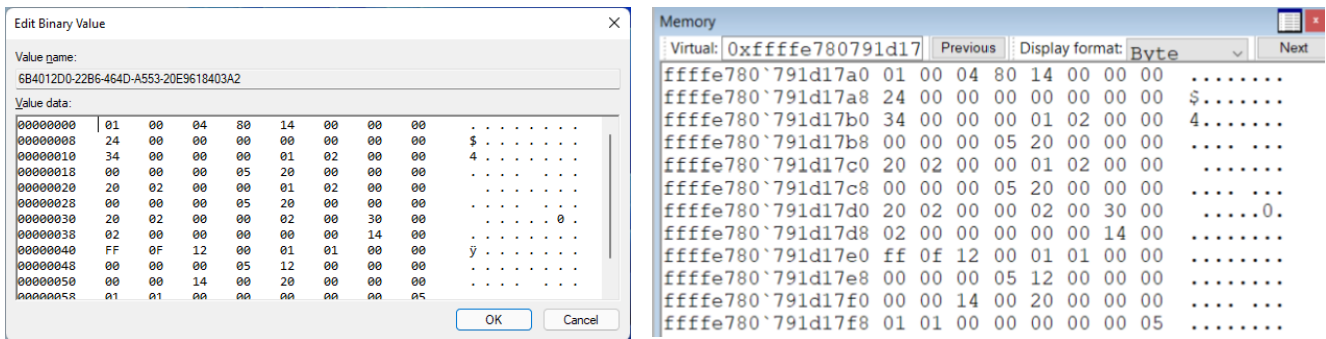 Edit Binary Value
Value name:
6B4012D0-22B6-464D-A553-20E9618403A2
Value data:
00000000 01 00 04 80 14 00 00 00 . . . . . . . .
00000008 24 00 00 00 00 00 00 00 $ . . . . . . .
00000010 34 00 00 00 01 02 00 00 4 . . . . . . .
00000018 00 00 00 05 20 00 00 00 . . . . . . .
00000020 20 02 00 00 01 02 00 00 . . . . . . .
00000028 00 00 00 05 20 00 00 00 . . . . . . .
00000030 20 02 00 00 02 00 30 00 . . . . . 0 .
00000038 02 00 00 00 00 00 14 00 . . . . . . . .
00000040 FF 0F 12 00 01 01 00 00 ÿ . . . . . . .
00000048 00 00 00 05 12 00 00 00 . . . . . . . .
00000050 00 00 14 00 20 00 00 00 . . . . . . .
00000058 01 01 00 00 00 00 00 05
OK Cancel
Memory
Virtual: 0xffffe780791d17 Previous Display format: Byte Next
ffffe780`791d17a0 01 00 04 80 14 00 00 00 ........
ffffe780`791d17a8 24 00 00 00 00 00 00 00 $.......
ffffe780`791d17b0 34 00 00 00 01 02 00 00 4.......
ffffe780`791d17b8 00 00 00 05 20 00 00 00 .... ...
ffffe780`791d17c0 20 02 00 00 01 02 00 00 .......
ffffe780`791d17c8 00 00 00 05 20 00 00 00 .... ...
ffffe780`791d17d0 20 02 00 00 02 00 30 00 .....0.
ffffe780`791d17d8 02 00 00 00 00 00 14 00 ........
ffffe780`791d17e0 ff 0f 12 00 01 01 00 00 ........
ffffe780`791d17e8 00 00 00 05 12 00 00 00 ........
ffffe780`791d17f0 00 00 14 00 20 00 00 00 .... ...
ffffe780`791d17f8 01 01 00 00 00 00 00 05 ........